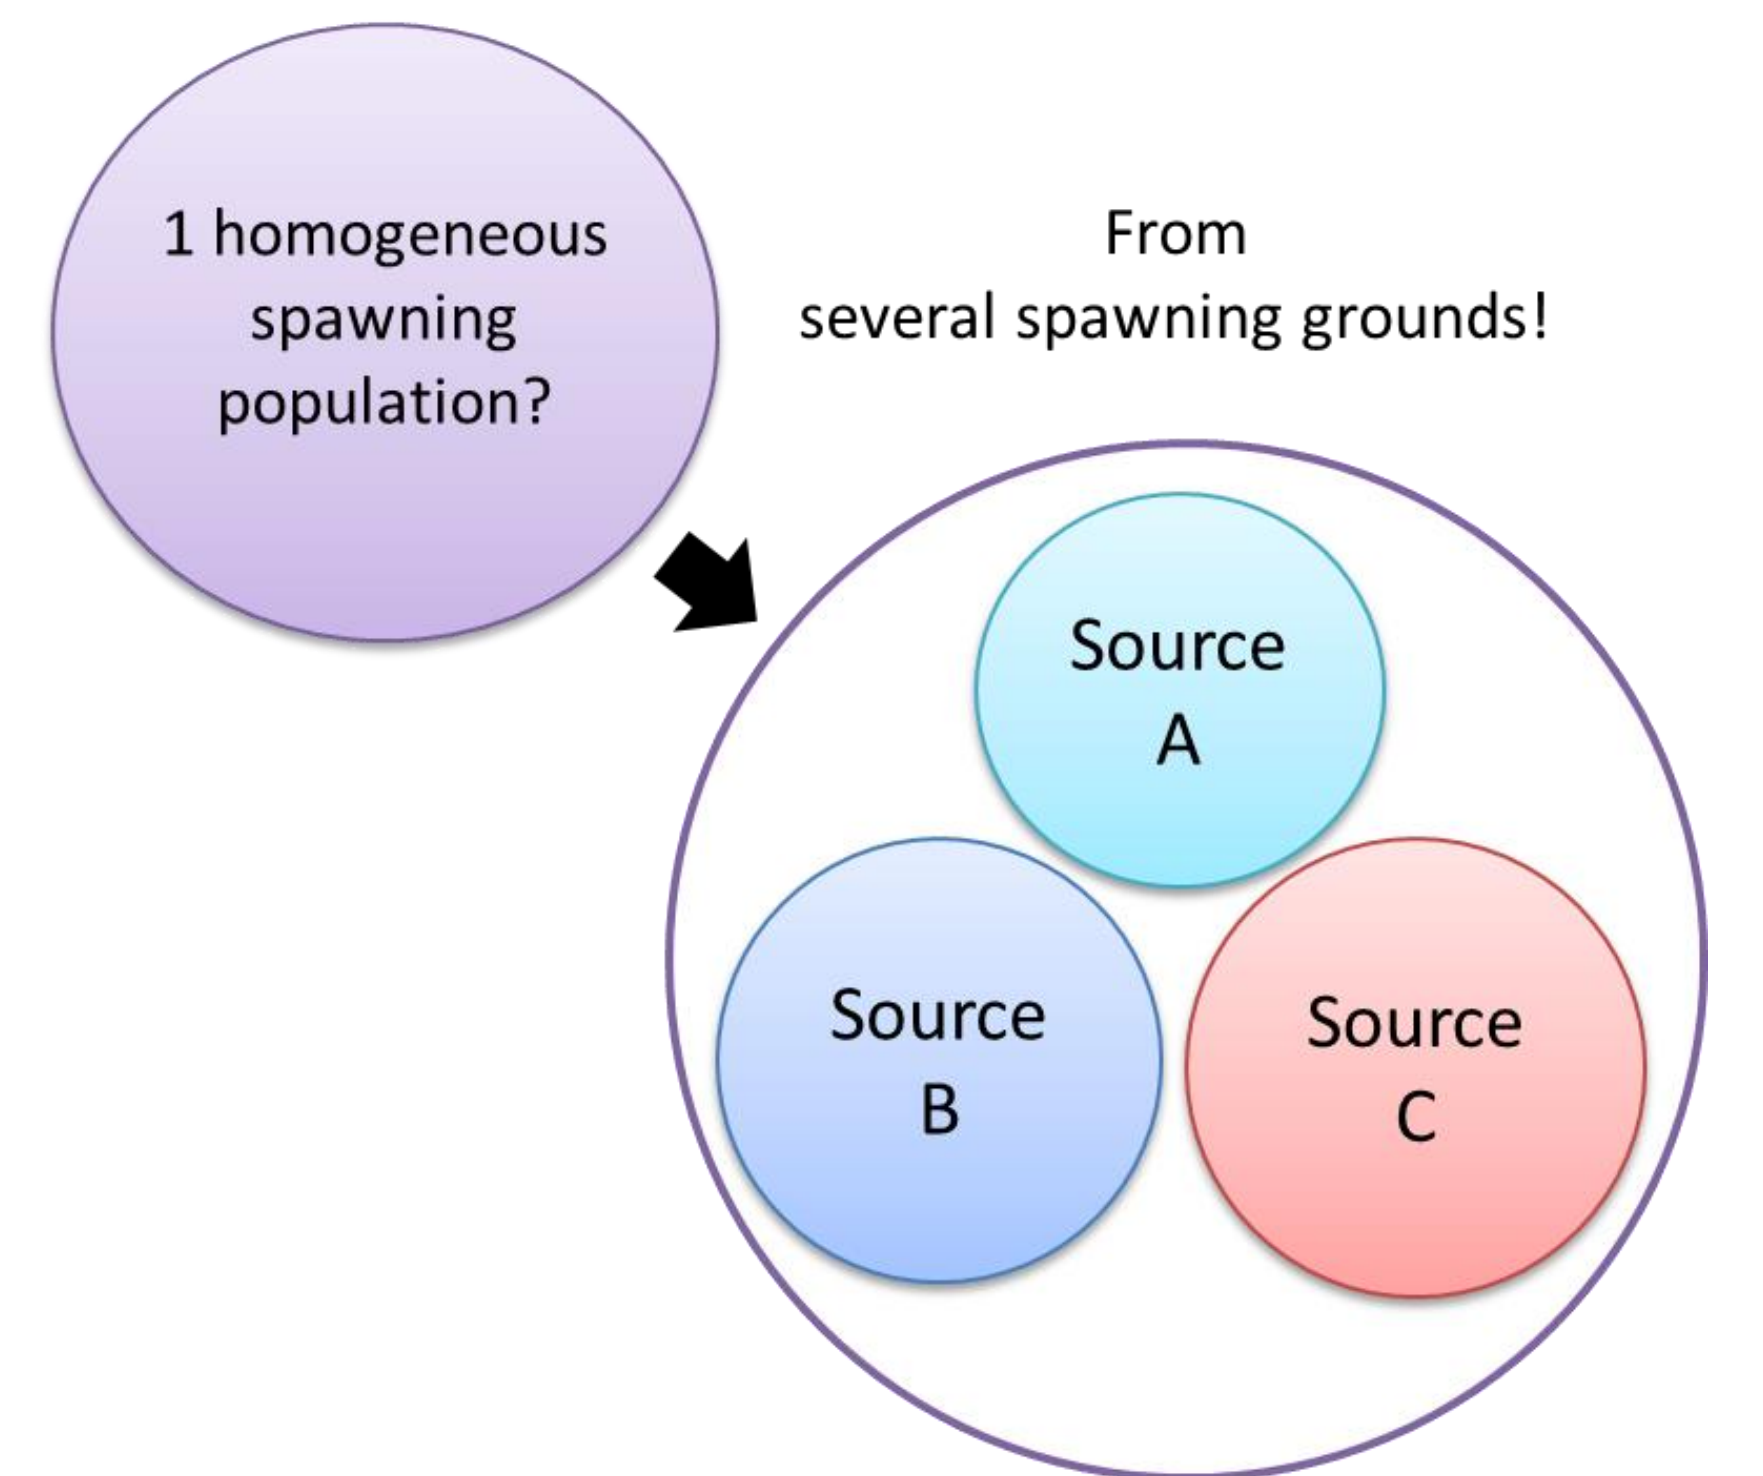 1 homogeneous
spawning
population?
From
several spawning grounds!
Source
A
Source
B
Source
C